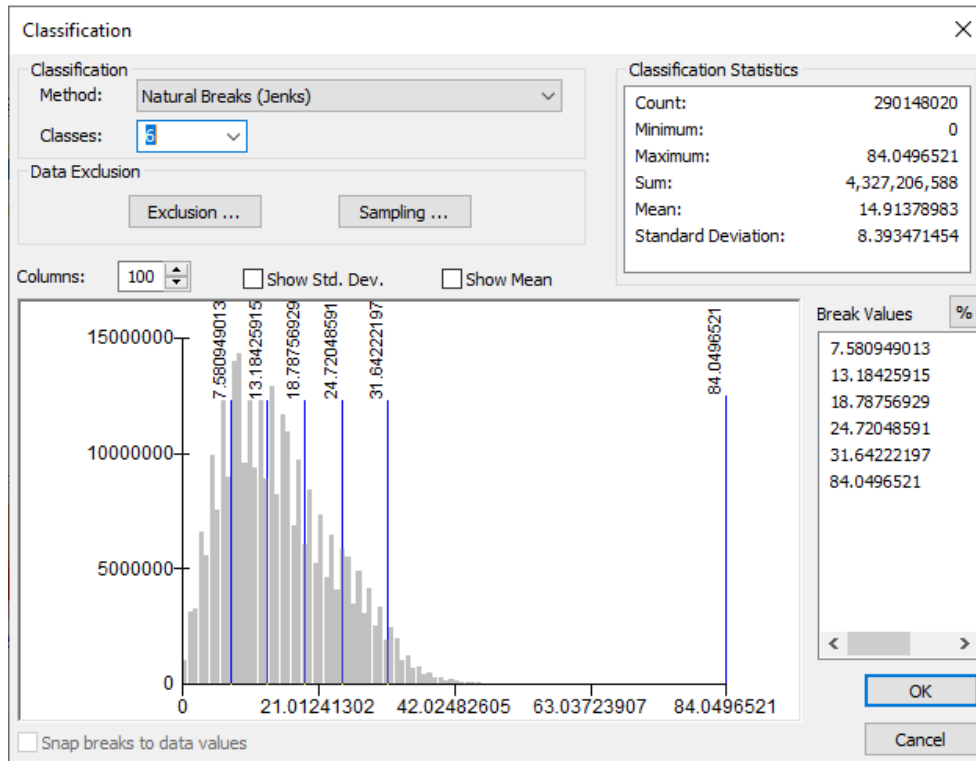 Classification
Classification
Method: Natural Breaks (Jenks)
Classes: 6
Data Exclusion
Exclusion ... Sampling ...
Classification Statistics
Count: 290148020
Minimum: 0
Maximum: 84.0496521
Sum: 4,327,206,588
Mean: 14.91378983
Standard Deviation: 8.393471454
Columns: 100 Show Std. Dev. Show Mean
15000000
10000000
5000000
0
7.580949013
13.18425915
18.78756929
24.72048591
31.64222197
84.0496521
0 21.01241302 42.02482605 63.03723907 84.0496521
Break Values %
7.580949013
13.18425915
18.78756929
24.72048591
31.64222197
84.0496521
Snap breaks to data values
OK
Cancel